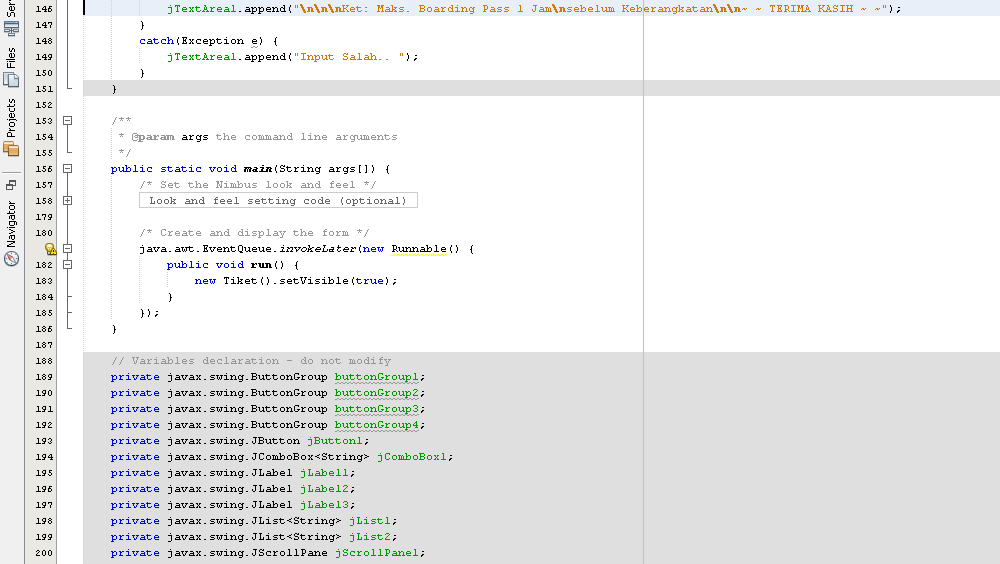 Ser
Files
Projects
Navigator
146 jTextArea1.append("\n\n\nKet: Maks. Boarding Pass 1 Jam\nsebelum Keberangkatan\n\n~ ~ TERIMA KASIH ~ ~");
147 }
148 catch(Exception e) {
149 jTextArea1.append("Input Salah.. ");
150 }
151 }
152
153 /**
154 * @param args the command line arguments
155 */
156 public static void main(String args[]) {
157 /* Set the Nimbus look and feel */
158 Look and feel setting code (optional)
179
180 /* Create and display the form */
java.awt.EventQueue.invokeLater(new Runnable() {
182 public void run() {
183 new Tiket().setVisible(true);
184 }
185 });
186 }
187
188 // Variables declaration - do not modify
189 private javax.swing.ButtonGroup buttonGroup1;
190 private javax.swing.ButtonGroup buttonGroup2;
191 private javax.swing.ButtonGroup buttonGroup3;
192 private javax.swing.ButtonGroup buttonGroup4;
193 private javax.swing.JButton jButton1;
194 private javax.swing.JComboBox<String> jComboBox1;
195 private javax.swing.JLabel jLabel1;
196 private javax.swing.JLabel jLabel2;
197 private javax.swing.JLabel jLabel3;
198 private javax.swing.JList<String> jList1;
199 private javax.swing.JList<String> jList2;
200 private javax.swing.JScrollPane jScrollPane1;